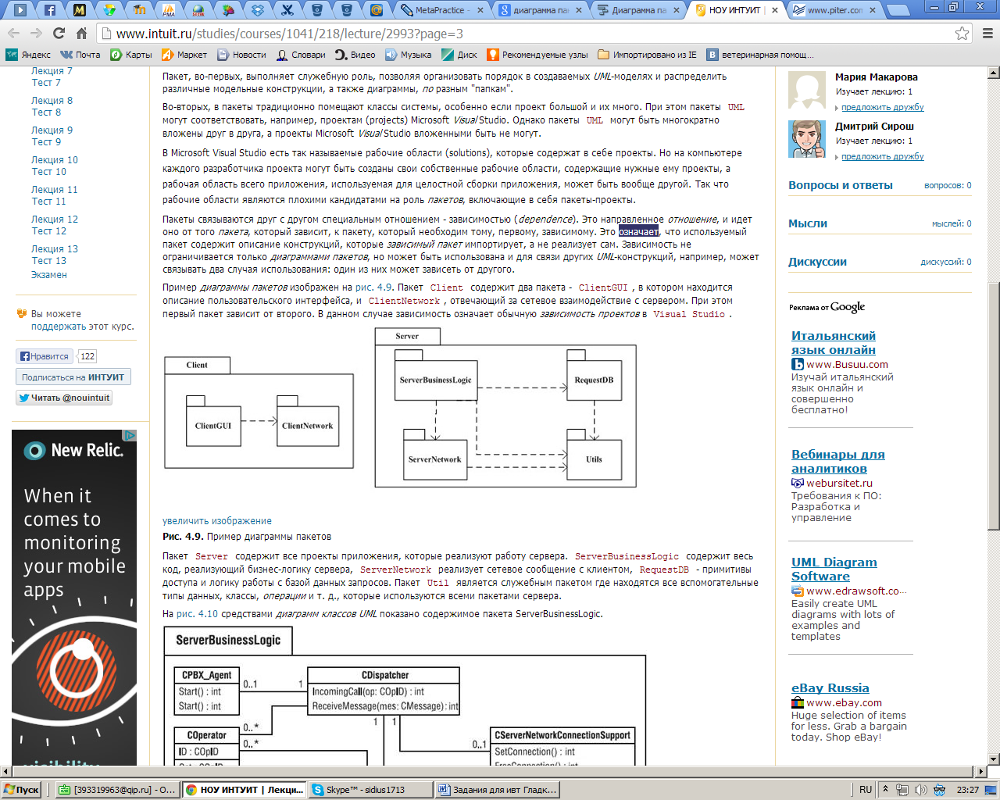 MetaPractice -
диаграмма пак
Диаграмма па
НОУ ИНТУИТ |
www.piter.com
www.intuit.ru/studies/courses/1041/218/lecture/2993?page=3
Яндекс
Почта
Карты
Маркет
Новости
Словари
Видео
Музыка
Диск
Рекомендуемые узлы
Импортировано из IE
ветеринарная помощ...
Лекция 7
Тест 7
Лекция 8
Тест 8
Лекция 9
Тест 9
Лекция 10
Тест 10
Лекция 11
Тест 11
Лекция 12
Тест 12
Лекция 13
Тест 13
Экзамен
Вы можете
поддержать этот курс.
Нравится 122
Подписаться на ИНТУИТ
Читать @nouintuit
New Relic.
When it
comes to
monitoring
your mobile
apps
visibility
Пакет, во-первых, выполняет служебную роль, позволяя организовать порядок в создаваемых UML-моделях и распределить
различные модельные конструкции, а также диаграммы, по разным "папкам".
Во-вторых, в пакеты традиционно помещают классы системы, особенно если проект большой и их много. При этом пакеты UML
могут соответствовать, например, проектам (projects) Microsoft Visual Studio. Однако пакеты UML могут быть многократно
вложены друг в друга, а проекты Microsoft Visual Studio вложенными быть не могут.
В Microsoft Visual Studio есть так называемые рабочие области (solutions), которые содержат в себе проекты. Но на компьютере
каждого разработчика проекта могут быть созданы свои собственные рабочие области, содержащие нужные ему проекты, а
рабочая область всего приложения, используемая для целостной сборки приложения, может быть вообще другой. Так что
рабочие области являются плохими кандидатами на роль пакетов, включающие в себя пакеты-проекты.
Пакеты связываются друг с другом специальным отношением - зависимостью (dependence). Это направленное отношение, и идет
оно от того пакета, который зависит, к пакету, который необходим тому, первому, зависимому. Это означает, что используемый
пакет содержит описание конструкций, которые зависимый пакет импортирует, а не реализует сам. Зависимость не
ограничивается только диаграммами пакетов, но может быть использована и для связи других UML-конструкций, например, может
связывать два случая использования: один из них может зависеть от другого.
Пример диаграммы пакетов изображен на рис. 4.9. Пакет Client содержит два пакета - ClientGUI , в котором находится
описание пользовательского интерфейса, и ClientNetwork , отвечающий за сетевое взаимодействие с сервером. При этом
первый пакет зависит от второго. В данном случае зависимость означает обычную зависимость проектов в Visual Studio .
Client
ClientGUI
ClientNetwork
Server
ServerBusinessLogic
RequestDB
ServerNetwork
Utils
увеличить изображение
Рис. 4.9. Пример диаграммы пакетов
Пакет Server содержит все проекты приложения, которые реализуют работу сервера. ServerBusinessLogic содержит весь
код, реализующий бизнес-логику сервера, ServerNetwork реализует сетевое сообщение с клиентом, RequestDB - примитивы
доступа и логику работы с базой данных запросов. Пакет Util является служебным пакетом где находятся все вспомогательные
типы данных, классы, операции и т. д., которые используются всеми пакетами сервера.
На рис. 4.10 средствами диаграмм классов UML показано содержимое пакета ServerBusinessLogic.
ServerBusinessLogic
CPBX_Agent
Start() : int
Start() : int
0..1
1
CDispatcher
IncomingCall(op: COpID) : int
ReceiveMessage(mes: CMessage): int
0..*
0..*
1
1
0..1
COperator
ID : COpID
CServerNetworkConnectionSupport
SetConnection() : int
FreeConnection() : int
Мария Макарова
Изучает лекцию: 1
предложить дружбу
Дмитрий Сирош
Изучает лекцию: 1
предложить дружбу
Вопросы и ответы
вопросов: 0
Мысли
мыслей: 0
Дискуссии
дискуссий: 0
Реклама от Google
Итальянский
язык онлайн
www.Busuu.com
Изучай итальянский
язык онлайн и
совершенно
бесплатно!
Вебинары для
аналитиков
webursitet.ru
Требования к ПО:
Разработка и
управление
UML Diagram
Software
www.edrawsoft.co...
Easily create UML
diagrams with lots of
examples and
templates
eBay Russia
www.ebay.com
Huge selection of items
for less. Grab a bargain
today. Shop eBay!
Пуск
[393319963@qip.ru] - О...
НОУ ИНТУИТ | Лекци...
Skype™ - sidius1713
Задания для ивт Гладк...
RU
23:27